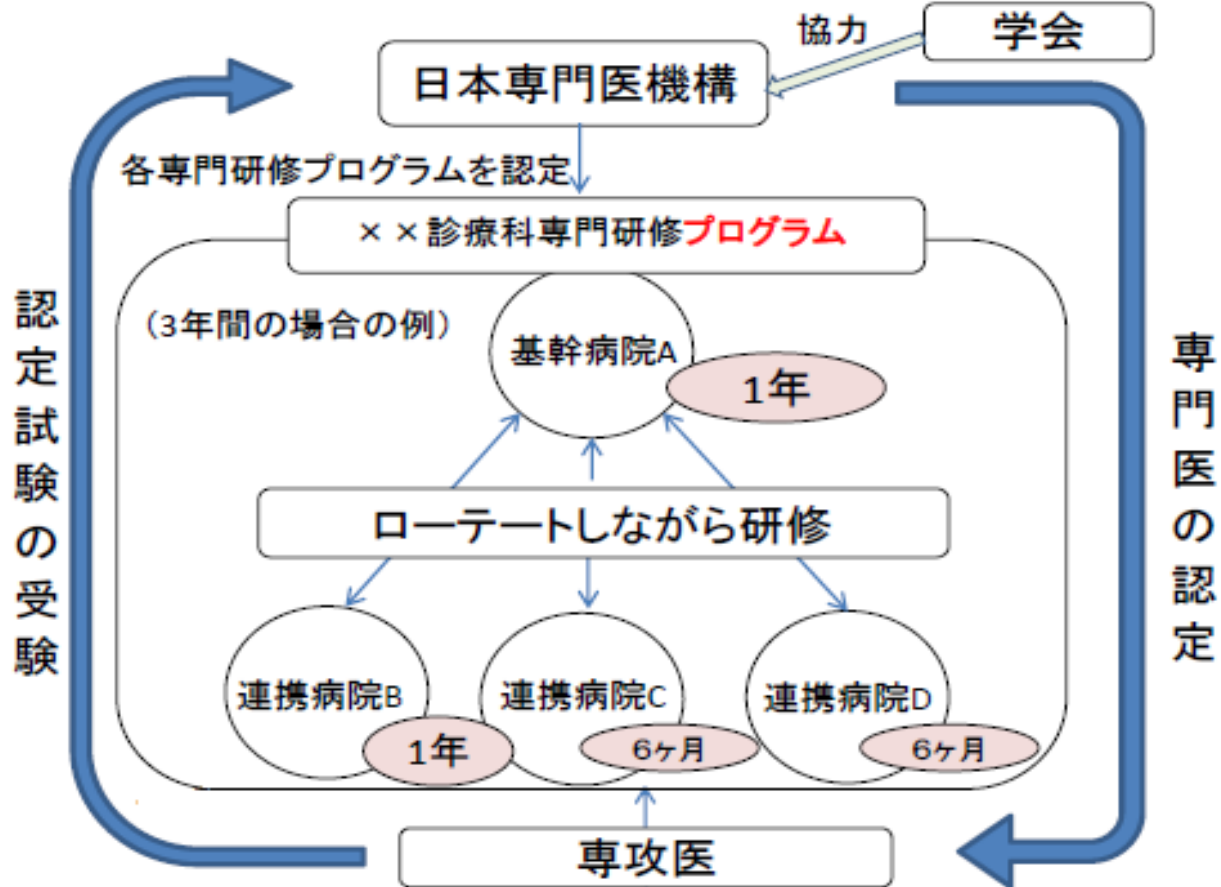 学会
協力
日本専門医機構
各専門研修プログラムを認定
××診療科専門研修プログラム
(3年間の場合の例)
基幹病院A
1年
ローテートしながら研修
連携病院B
1年
連携病院C
6ヶ月
連携病院D
6ヶ月
専攻医
認定試験の受験
専門医の認定